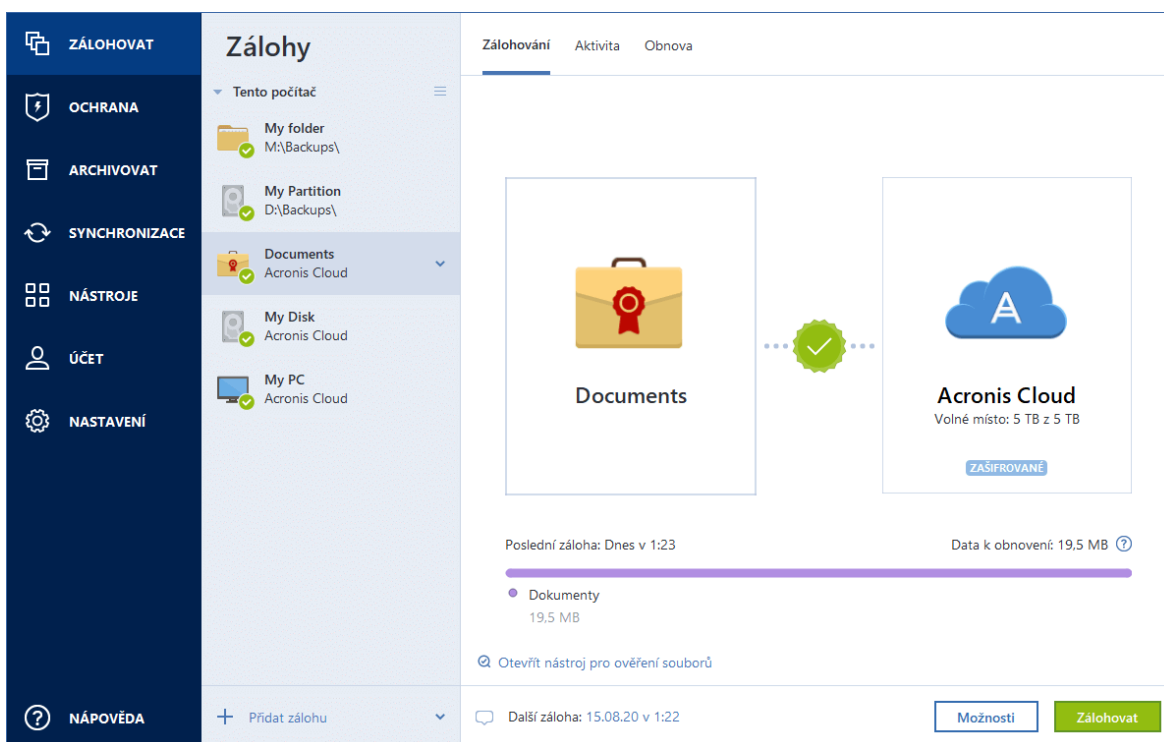 ZÁLOHOVAT
OCHRANA
ARCHIVOVAT
SYNCHRONIZACE
NÁSTROJE
ÚČET
NASTAVENÍ
NÁPOVĚDA
Zálohy
Tento počítač
My folder
M:\Backups\
My Partition
D:\Backups\
Documents
Acronis Cloud
My Disk
Acronis Cloud
My PC
Acronis Cloud
Přidat zálohu
Zálohování Aktivita Obnova
Documents
A
Acronis Cloud
Volné místo: 5 TB z 5 TB
ZAŠIFROVANÉ
Poslední záloha: Dnes v 1:23 Data k obnovení: 19,5 MB ?
Dokumenty
19,5 MB
Otevřít nástroj pro ověření souborů
Další záloha: 15.08.20 v 1:22 Možnosti Zálohovat